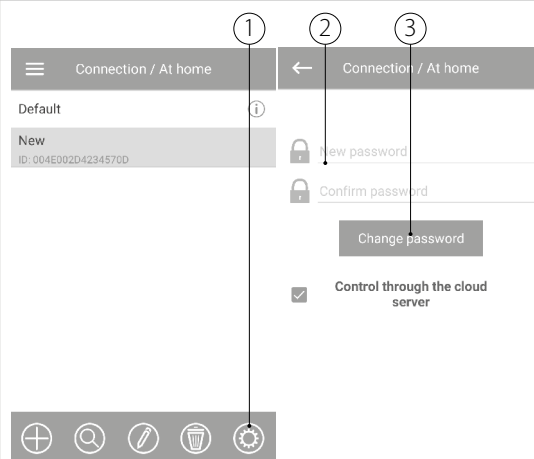 1
2
3
Connection / At home
Default
New
ID: 004E002D4234570D
Connection / At home
New password
Confirm password
Change password
Control through the cloud
server